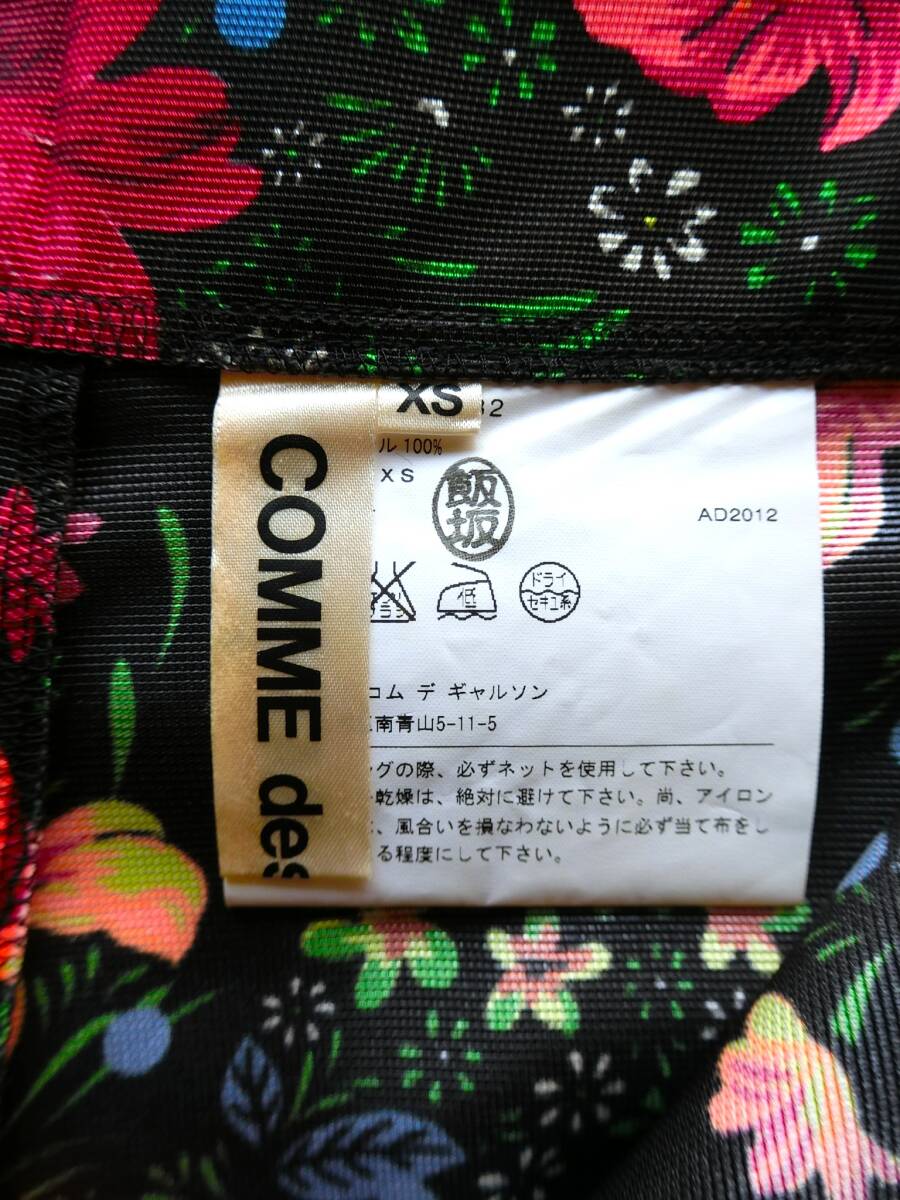 COMME des
XS
32
ル 100%
XS
飯坂
AD2012
低
ドライ
セキユ系
コム デ ギャルソン
南青山5-11-5
グの際、必ずネットを使用して下さい。
乾燥は、絶対に避けて下さい。尚、アイロン
、風合いを損なわないように必ず当て布をし
る程度にして下さい。